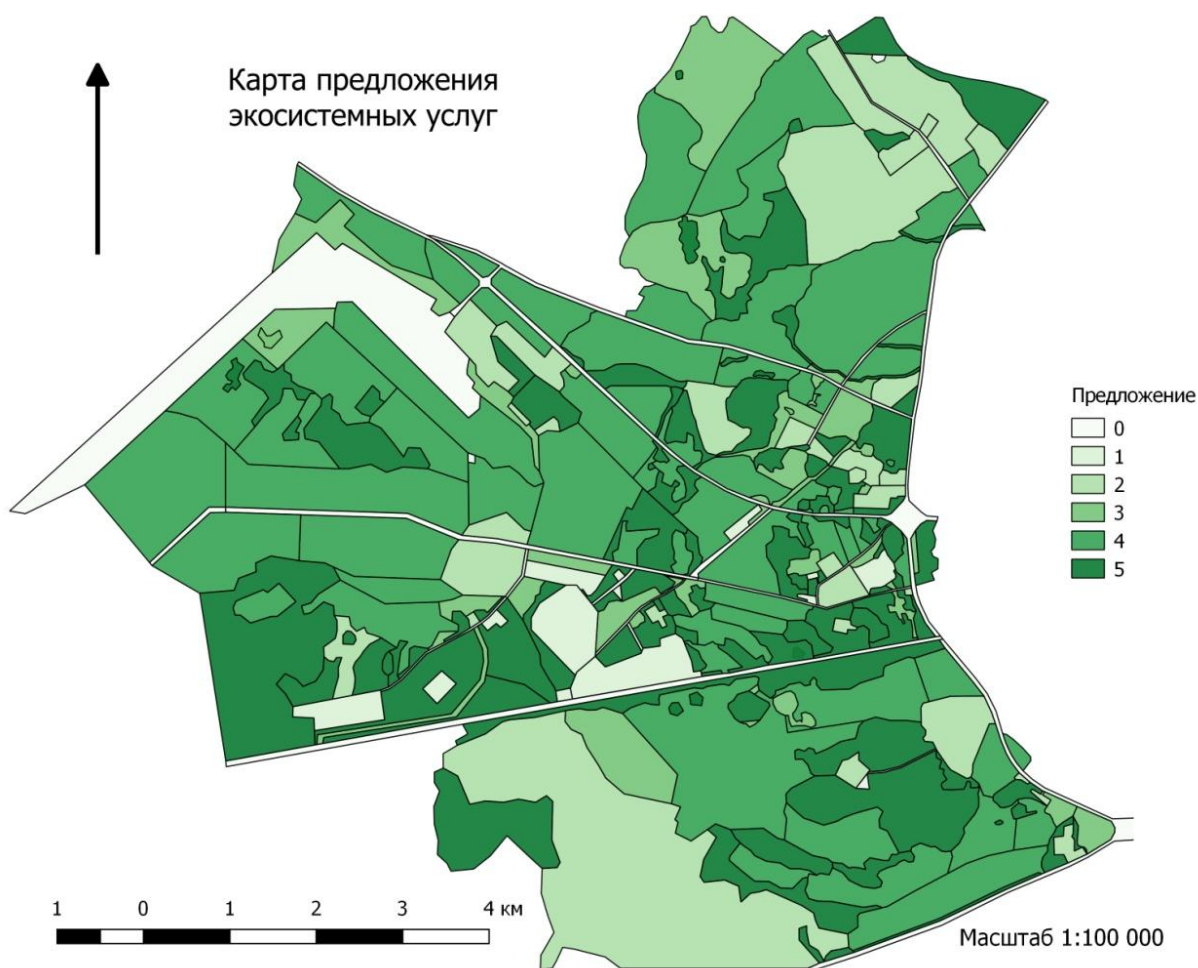 Карта предложения
экосистемных услуг
Предложение
0
1
2
3
4
5
1 0 1 2 3 4 км
Масштаб 1:100 000